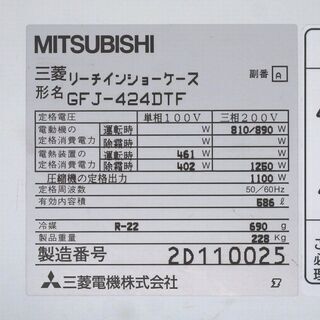 MITSUBISHI
三菱 リーチインショーケース 副番 A
形名 GFJ-424DTF
定格電圧 単相100V 三相200V
電動機の 運転時 W 810/890 W
定格消費電力 除霜時 W W
電熱装置の 運転時 461 W W
定格消費電力 除霜時 402 W 1250 W
圧縮機の定格出力 1100 W
定格周波数 50/60Hz
有効内容積 586 ℓ
冷媒 R-22 690 g
製品重量 228 kg
製造番号 2D110025
三菱電機株式会社